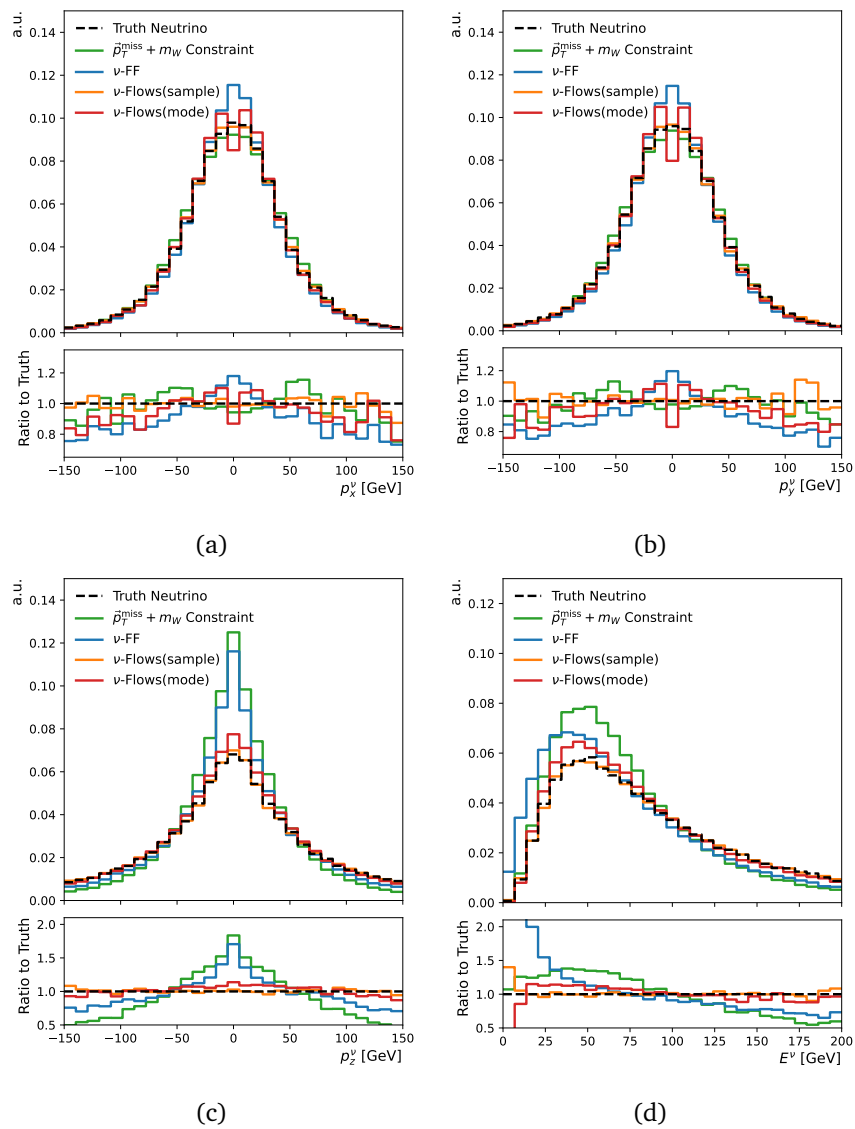 a.u.
0.14
0.12
0.10
0.08
0.06
0.04
0.02
0.00
Truth Neutrino
p⃗_T^miss + m_W Constraint
ν-FF
ν-Flows(sample)
ν-Flows(mode)
Ratio to Truth
1.2
1.0
0.8
−150 −100 −50 0 50 100 150
p_x^ν [GeV]
(a)
a.u.
0.14
0.12
0.10
0.08
0.06
0.04
0.02
0.00
Truth Neutrino
p⃗_T^miss + m_W Constraint
ν-FF
ν-Flows(sample)
ν-Flows(mode)
Ratio to Truth
1.2
1.0
0.8
−150 −100 −50 0 50 100 150
p_y^ν [GeV]
(b)
a.u.
0.14
0.12
0.10
0.08
0.06
0.04
0.02
0.00
Truth Neutrino
p⃗_T^miss + m_W Constraint
ν-FF
ν-Flows(sample)
ν-Flows(mode)
Ratio to Truth
2.0
1.5
1.0
0.5
−150 −100 −50 0 50 100 150
p_z^ν [GeV]
(c)
a.u.
0.12
0.10
0.08
0.06
0.04
0.02
0.00
Truth Neutrino
p⃗_T^miss + m_W Constraint
ν-FF
ν-Flows(sample)
ν-Flows(mode)
Ratio to Truth
2.0
1.5
1.0
0.5
0 25 50 75 100 125 150 175 200
E^ν [GeV]
(d)